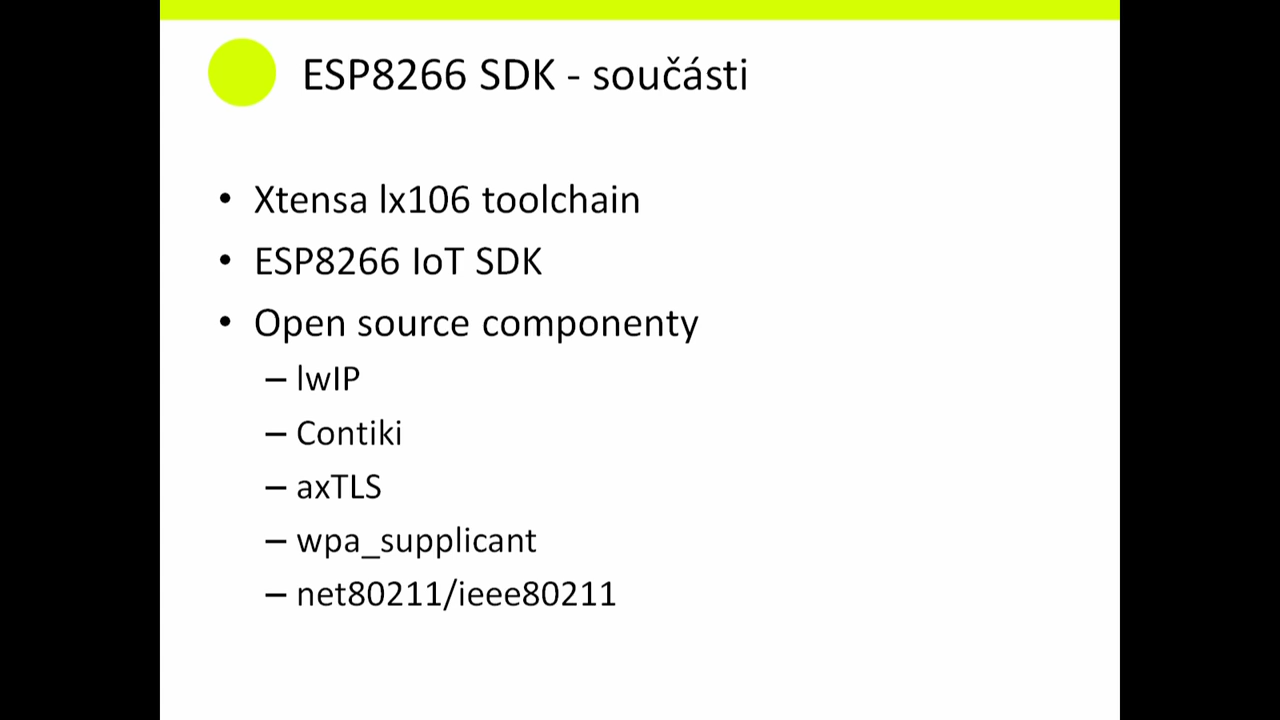 ESP8266 SDK - součásti
• Xtensa lx106 toolchain
• ESP8266 IoT SDK
• Open source componenty
– lwIP
– Contiki
– axTLS
– wpa_supplicant
– net80211/ieee80211